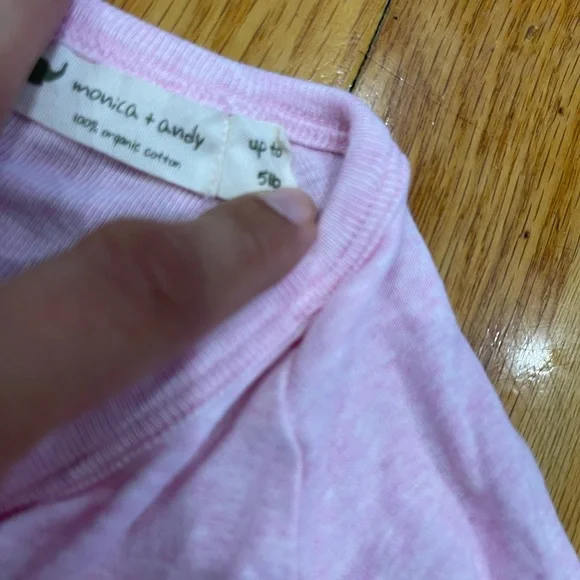 monica + andy
100% organic cotton
up to
5lb